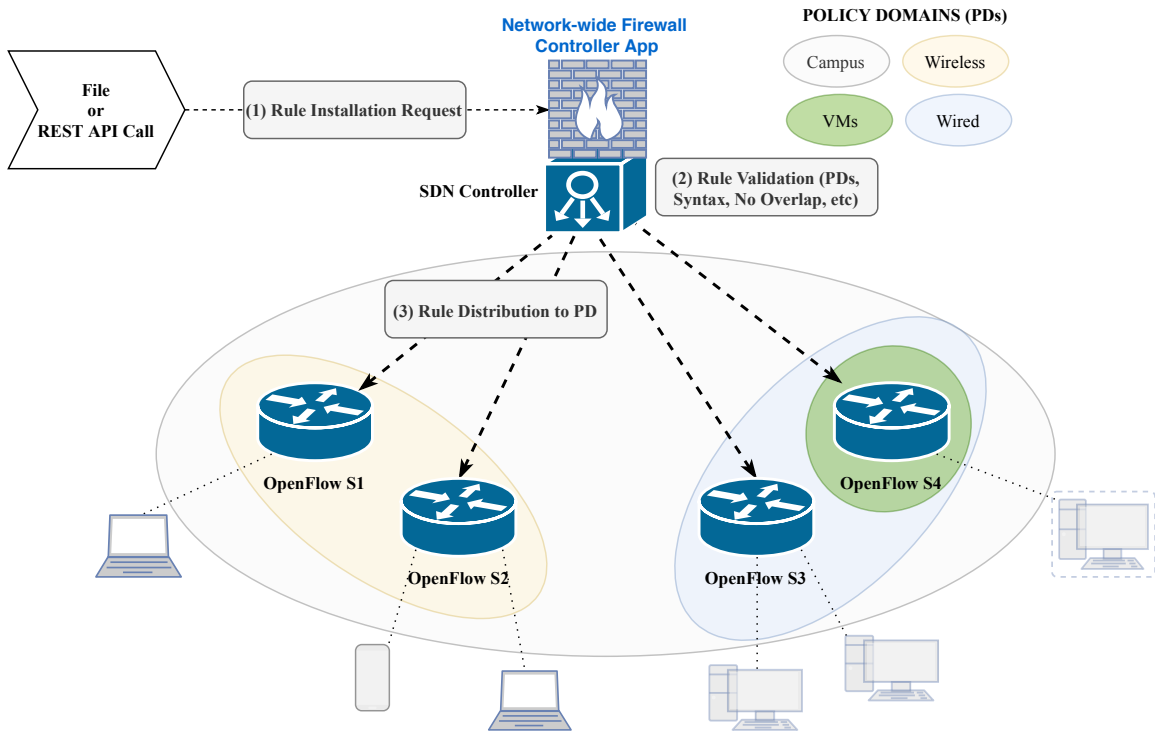 Network-wide Firewall
Controller App
POLICY DOMAINS (PDs)
Campus
Wireless
VMs
Wired
File
or
REST API Call
(1) Rule Installation Request
SDN Controller
(2) Rule Validation (PDs,
Syntax, No Overlap, etc)
(3) Rule Distribution to PD
OpenFlow S1
OpenFlow S4
OpenFlow S2
OpenFlow S3